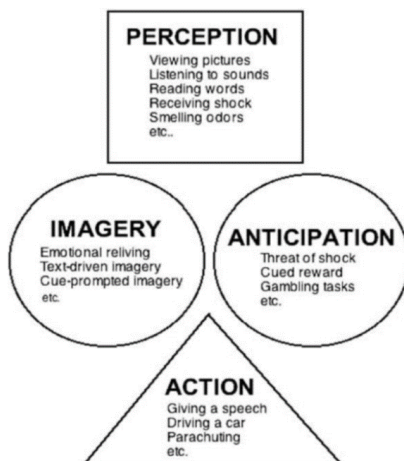 PERCEPTION
Viewing pictures
Listening to sounds
Reading words
Receiving shock
Smelling odors
etc..
IMAGERY
Emotional reliving
Text-driven imagery
Cue-prompted imagery
etc.
ANTICIPATION
Threat of shock
Cued reward
Gambling tasks
etc.
ACTION
Giving a speech
Driving a car
Parachuting
etc.